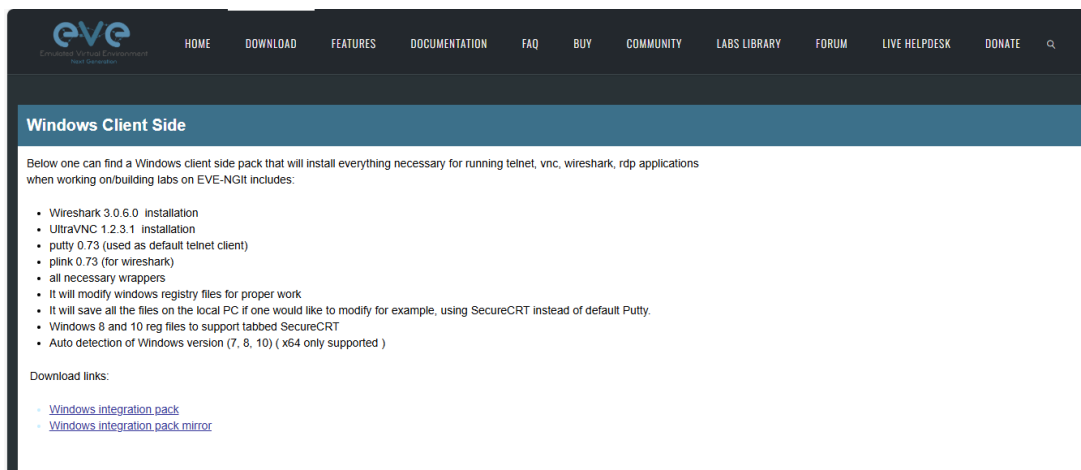 eve
Emulated Virtual Environment
Next Generation
HOME DOWNLOAD FEATURES DOCUMENTATION FAQ BUY COMMUNITY LABS LIBRARY FORUM LIVE HELPDESK DONATE
Windows Client Side
Below one can find a Windows client side pack that will install everything necessary for running telnet, vnc, wireshark, rdp applications
when working on/building labs on EVE-NGIt includes:
Wireshark 3.0.6.0 installation
UltraVNC 1.2.3.1 installation
putty 0.73 (used as default telnet client)
plink 0.73 (for wireshark)
all necessary wrappers
It will modify windows registry files for proper work
It will save all the files on the local PC if one would like to modify for example, using SecureCRT instead of default Putty.
Windows 8 and 10 reg files to support tabbed SecureCRT
Auto detection of Windows version (7, 8, 10) ( x64 only supported )
Download links:
Windows integration pack
Windows integration pack mirror